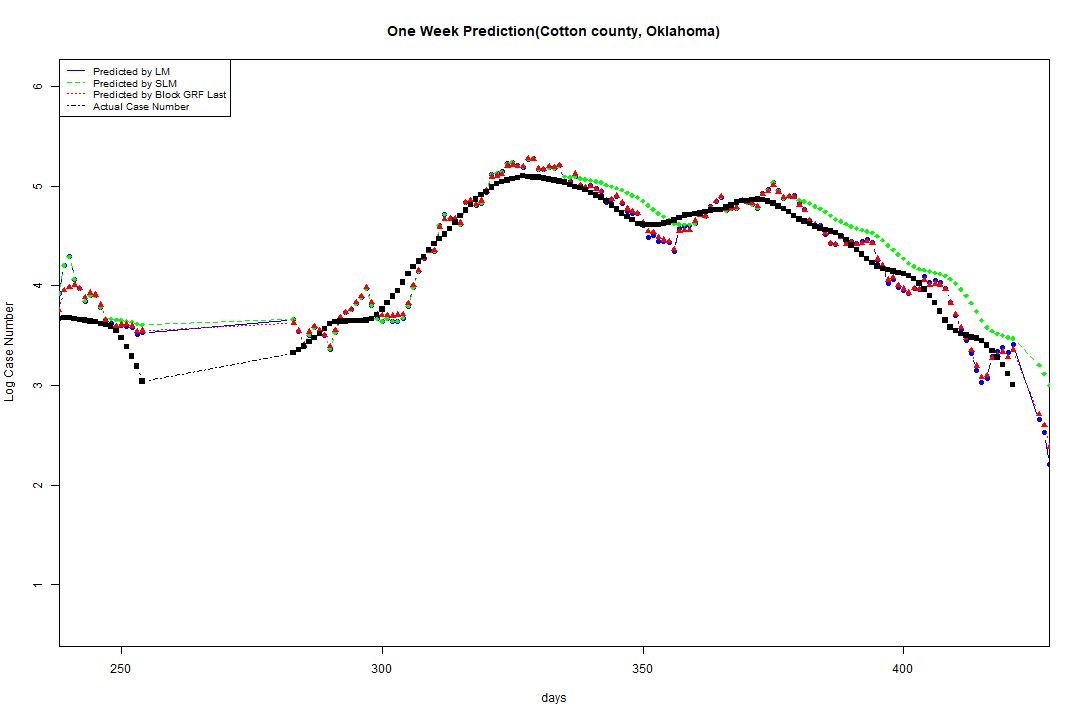 One Week Prediction(Cotton county, Oklahoma)
Predicted by LM
Predicted by SLM
Predicted by Block GRF Last
Actual Case Number
6
5
4
3
2
1
Log Case Number
250 300 350 400
days